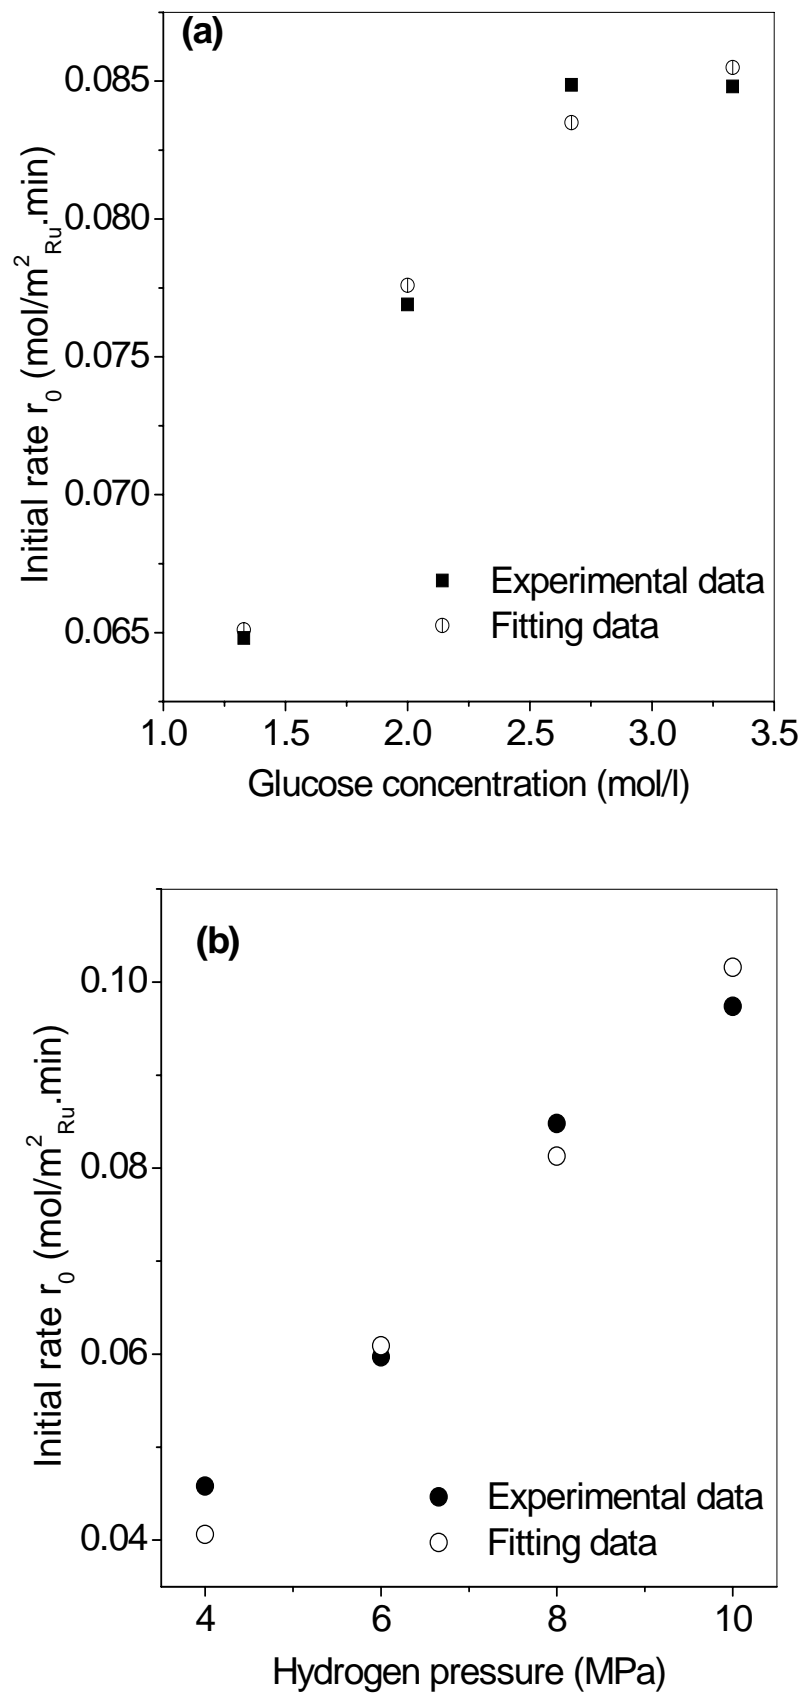 (a)
0.085
0.080
0.075
0.070
0.065
Initial rate r0 (mol/m2Ru.min)
Experimental data
Fitting data
1.0 1.5 2.0 2.5 3.0 3.5
Glucose concentration (mol/l)
(b)
0.10
0.08
0.06
0.04
Initial rate r0 (mol/m2Ru.min)
Experimental data
Fitting data
4 6 8 10
Hydrogen pressure (MPa)